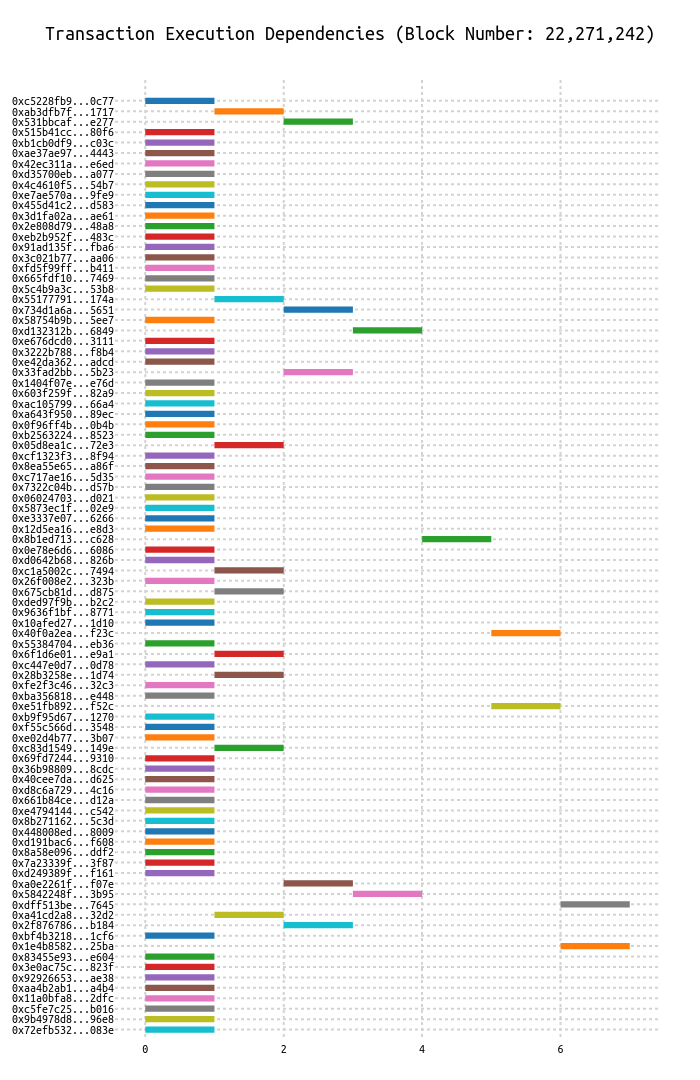 Transaction Execution Dependencies (Block Number: 22,271,242)
0xc5228fb9...0c77
0xab3dfb7f...1717
0x531bbcaf...e277
0x515b41cc...80f6
0xb1cb0df9...c03c
0xae37ae97...4443
0x42ec311a...e6ed
0xd35700eb...a077
0x4c4610f5...54b7
0xe7ae570a...9fe9
0x455d41c2...d583
0x3d1fa02a...ae61
0x2e808d79...48a8
0xeb2b952f...483c
0x91ad135f...fba6
0x3c021b77...aa06
0xfd5f99ff...b411
0x665fdf10...7469
0x5c4b9a3c...53b8
0x55177791...174a
0x734d1a6a...5651
0x58754b9b...5ee7
0xd132312b...6849
0xe676dcd0...3111
0x3222b788...f8b4
0xe42da362...adcd
0x33fad2bb...5b23
0x1404f07e...e76d
0x603f259f...82a9
0xac105799...66a4
0xa643f950...89ec
0x0f96ff4b...0b4b
0xb2563224...8523
0x05d8ea1c...72e3
0xcf1323f3...8f94
0x8ea55e65...a86f
0xc717ae16...5d35
0x7322c04b...d57b
0x06024703...d021
0x5873ec1f...02e9
0xe3337e07...6266
0x12d5ea16...e8d3
0x8b1ed713...c628
0x0e78e6d6...6086
0xd0642b68...826b
0xc1a5002c...7494
0x26f008e2...323b
0x675cb81d...d875
0xded97f9b...b2c2
0x9636f1bf...8771
0x10afed27...1d10
0x40f0a2ea...f23c
0x55384704...eb36
0x6f1d6e01...e9a1
0xc447e0d7...0d78
0x28b3258e...1d74
0xfe2f3c46...32c3
0xba356818...e448
0xe51fb892...f52c
0xb9f95d67...1270
0xf55c566d...3548
0xe02d4b77...3b07
0xc83d1549...149e
0x69fd7244...9310
0x36b98809...8cdc
0x40cee7da...d625
0xd8c6a729...4c16
0x661b84ce...d12a
0xe4794144...c542
0x8b271162...5c3d
0x448008ed...8009
0xd191bac6...f608
0x8a58e096...ddf2
0x7a23339f...3f87
0xd249389f...f161
0xa0e2261f...f07e
0x5842248f...3b95
0xdff513be...7645
0xa41cd2a8...32d2
0x2f876786...b184
0xbf4b3218...1cf6
0x1e4b8582...25ba
0x83455e93...e604
0x3e0ac75c...823f
0x92926653...ae38
0xaa4b2ab1...a4b4
0x11a0bfa8...2dfc
0xc5fe7c25...b016
0x9b4978d8...96e8
0x72efb532...083e
0 2 4 6